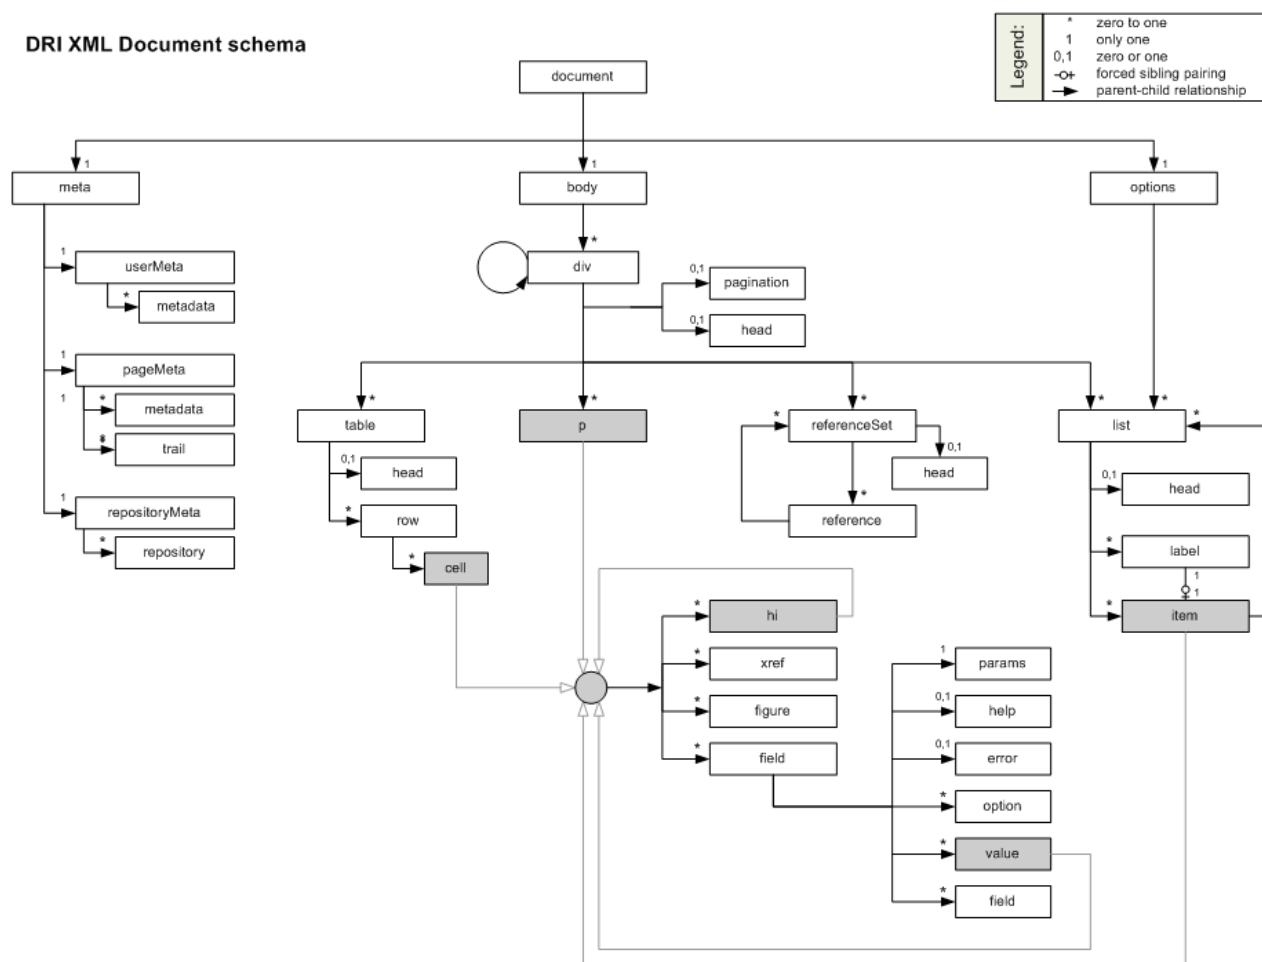 DRI XML Document schema
Legend:
* zero to one
1 only one
0,1 zero or one
forced sibling pairing
parent-child relationship
document
1 1 1
meta body options
1 *
userMeta div
0,1 pagination
* metadata
0,1 head
1
pageMeta
1 * metadata
* trail
* * * * * *
table p referenceSet list
0,1 head
0,1 head
0,1 head
1
repositoryMeta
* row
* reference
* repository
* label
* cell
1
1
* hi
* item
* xref
1 params
* figure
0,1 help
* field
0,1 error
* option
* value
* field